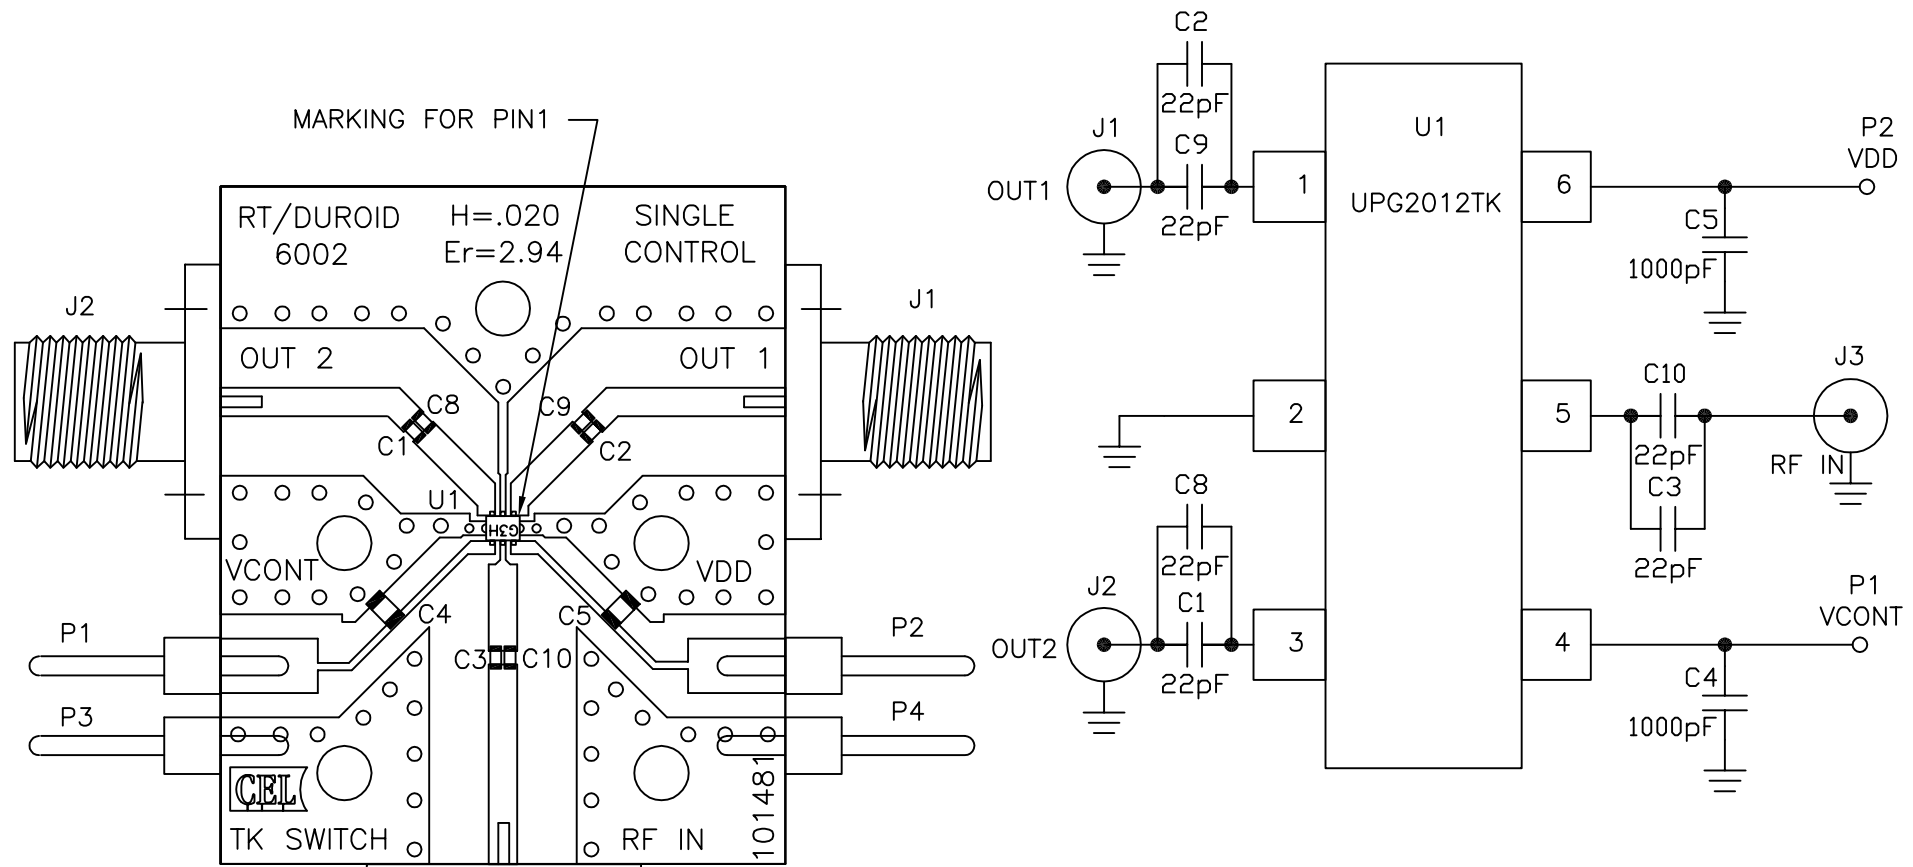 MARKING FOR PIN1
RT/DUROID
6002
H=.020
Er=2.94
SINGLE
CONTROL
J2
J1
OUT 2
OUT 1
C8
C9
C1
C2
U1
G3H
VCONT
VDD
C4
C5
P1
P2
C3
C10
P3
P4
CEL
TK SWITCH
RF IN
101481
C2
22pF
J1
C9
OUT1
22pF
1
U1
UPG2012TK
6
P2
VDD
C5
1000pF
2
5
J3
C10
22pF
RF IN
C3
22pF
C8
22pF
J2
C1
OUT2
22pF
3
4
P1
VCONT
C4
1000pF